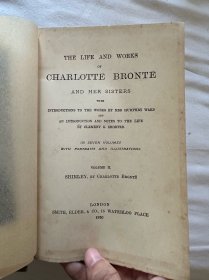 THE LIFE AND WORKS
OF
CHARLOTTE BRONTË
AND HER SISTERS
WITH
INTRODUCTIONS TO THE WORKS BY MRS HUMPHRY WARD
AND
AN INTRODUCTION AND NOTES TO THE LIFE
BY CLEMENT K SHORTER
IN SEVEN VOLUMES
WITH PORTRAITS AND ILLUSTRATIONS
VOLUME II.
SHIRLEY, BY CHARLOTTE BRONTË
LONDON
SMITH, ELDER, & CO., 15 WATERLOO PLACE